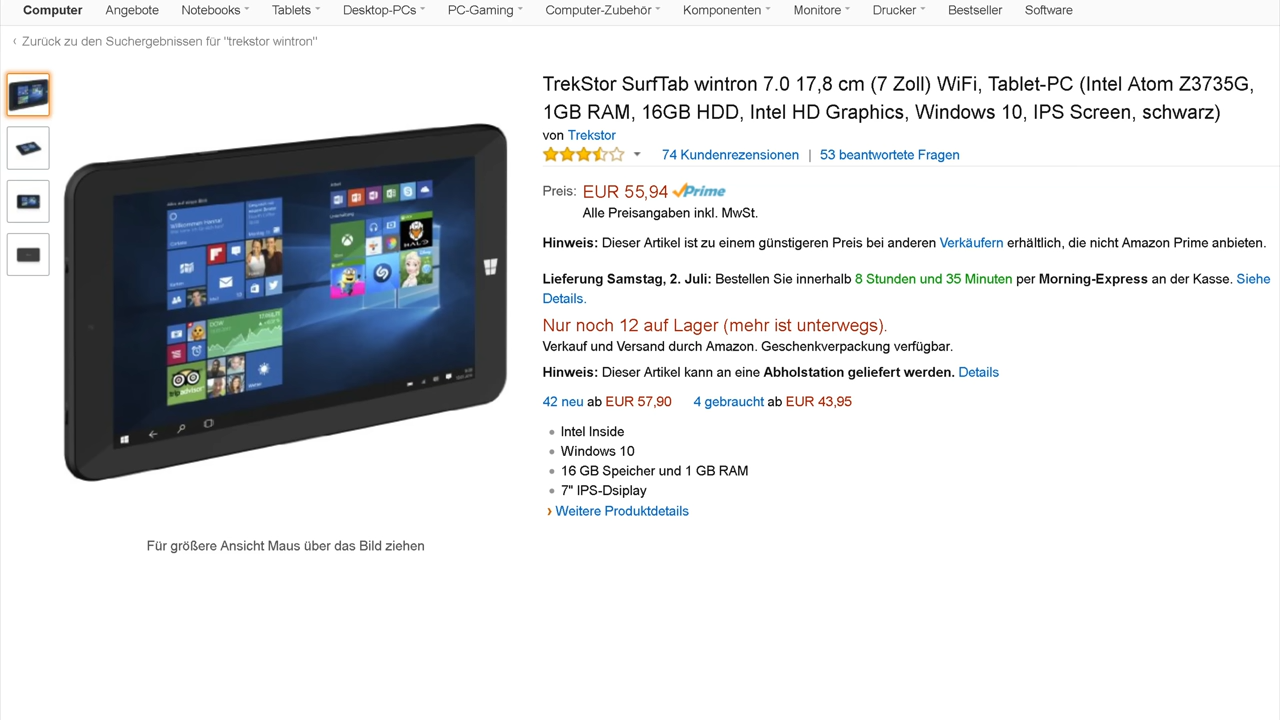 Computer Angebote Notebooks Tablets Desktop-PCs PC-Gaming Computer-Zubehör Komponenten Monitore Drucker Bestseller Software
‹ Zurück zu den Suchergebnissen für "trekstor wintron"
TrekStor SurfTab wintron 7.0 17,8 cm (7 Zoll) WiFi, Tablet-PC (Intel Atom Z3735G,
1GB RAM, 16GB HDD, Intel HD Graphics, Windows 10, IPS Screen, schwarz)
von Trekstor
74 Kundenrezensionen | 53 beantwortete Fragen
Preis: EUR 55,94 Prime
Alle Preisangaben inkl. MwSt.
Hinweis: Dieser Artikel ist zu einem günstigeren Preis bei anderen Verkäufern erhältlich, die nicht Amazon Prime anbieten.
Lieferung Samstag, 2. Juli: Bestellen Sie innerhalb 8 Stunden und 35 Minuten per Morning-Express an der Kasse. Siehe
Details.
Nur noch 12 auf Lager (mehr ist unterwegs).
Verkauf und Versand durch Amazon. Geschenkverpackung verfügbar.
Hinweis: Dieser Artikel kann an eine Abholstation geliefert werden. Details
42 neu ab EUR 57,90 4 gebraucht ab EUR 43,95
Intel Inside
Windows 10
16 GB Speicher und 1 GB RAM
7" IPS-Dsiplay
› Weitere Produktdetails
HALO
tripadvisor
Für größere Ansicht Maus über das Bild ziehen